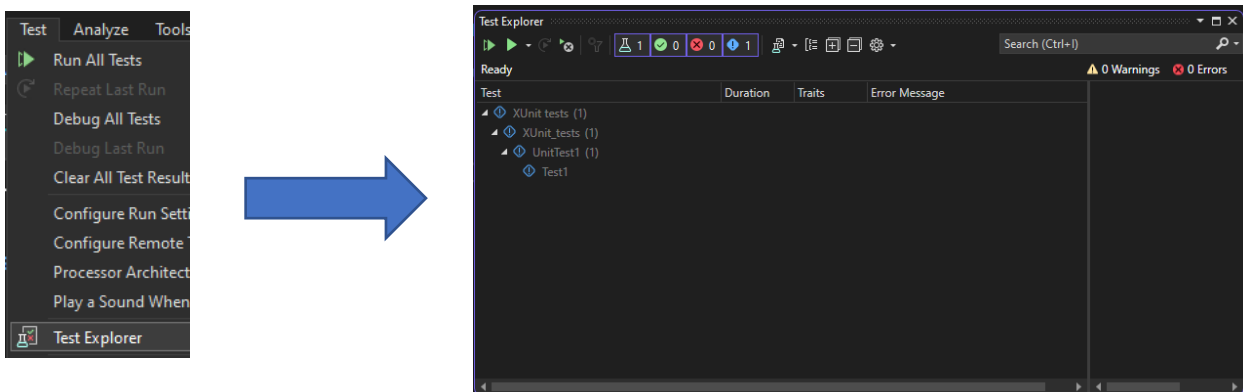 Test Analyze Tools
Run All Tests
Repeat Last Run
Debug All Tests
Debug Last Run
Clear All Test Result
Configure Run Setti
Configure Remote
Processor Architect
Play a Sound When
Test Explorer
Test Explorer
1 0 0 1 Search (Ctrl+I)
Ready 0 Warnings 0 Errors
Test Duration Traits Error Message
XUnit tests (1)
XUnit_tests (1)
UnitTest1 (1)
Test1